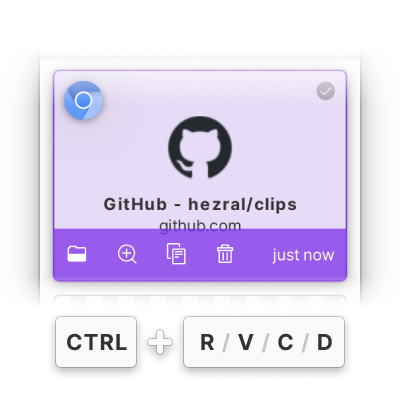 GitHub - hezral/clips
github.com
just now
CTRL + R / V / C / D